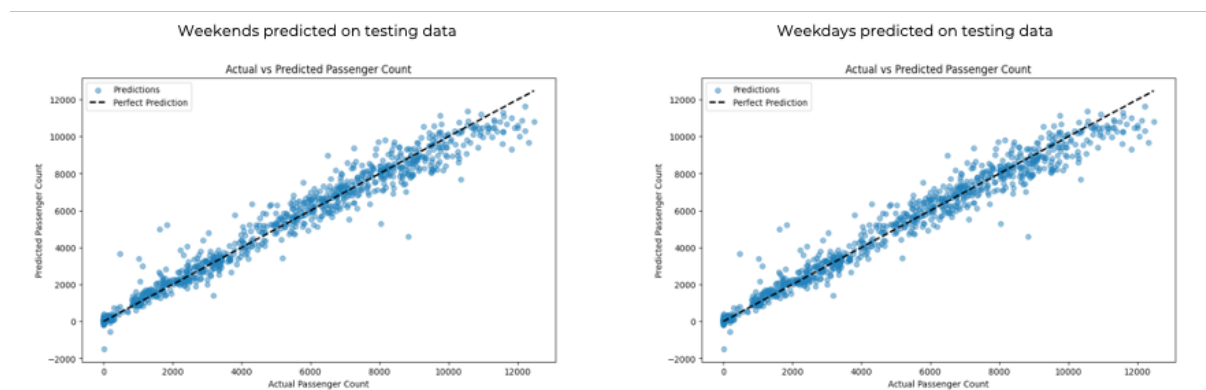 Weekends predicted on testing data
Actual vs Predicted Passenger Count
Predictions
Perfect Prediction
12000
10000
8000
6000
4000
2000
0
−2000
Predicted Passenger Count
0 2000 4000 6000 8000 10000 12000
Actual Passenger Count
Weekdays predicted on testing data
Actual vs Predicted Passenger Count
Predictions
Perfect Prediction
12000
10000
8000
6000
4000
2000
0
−2000
Predicted Passenger Count
0 2000 4000 6000 8000 10000 12000
Actual Passenger Count